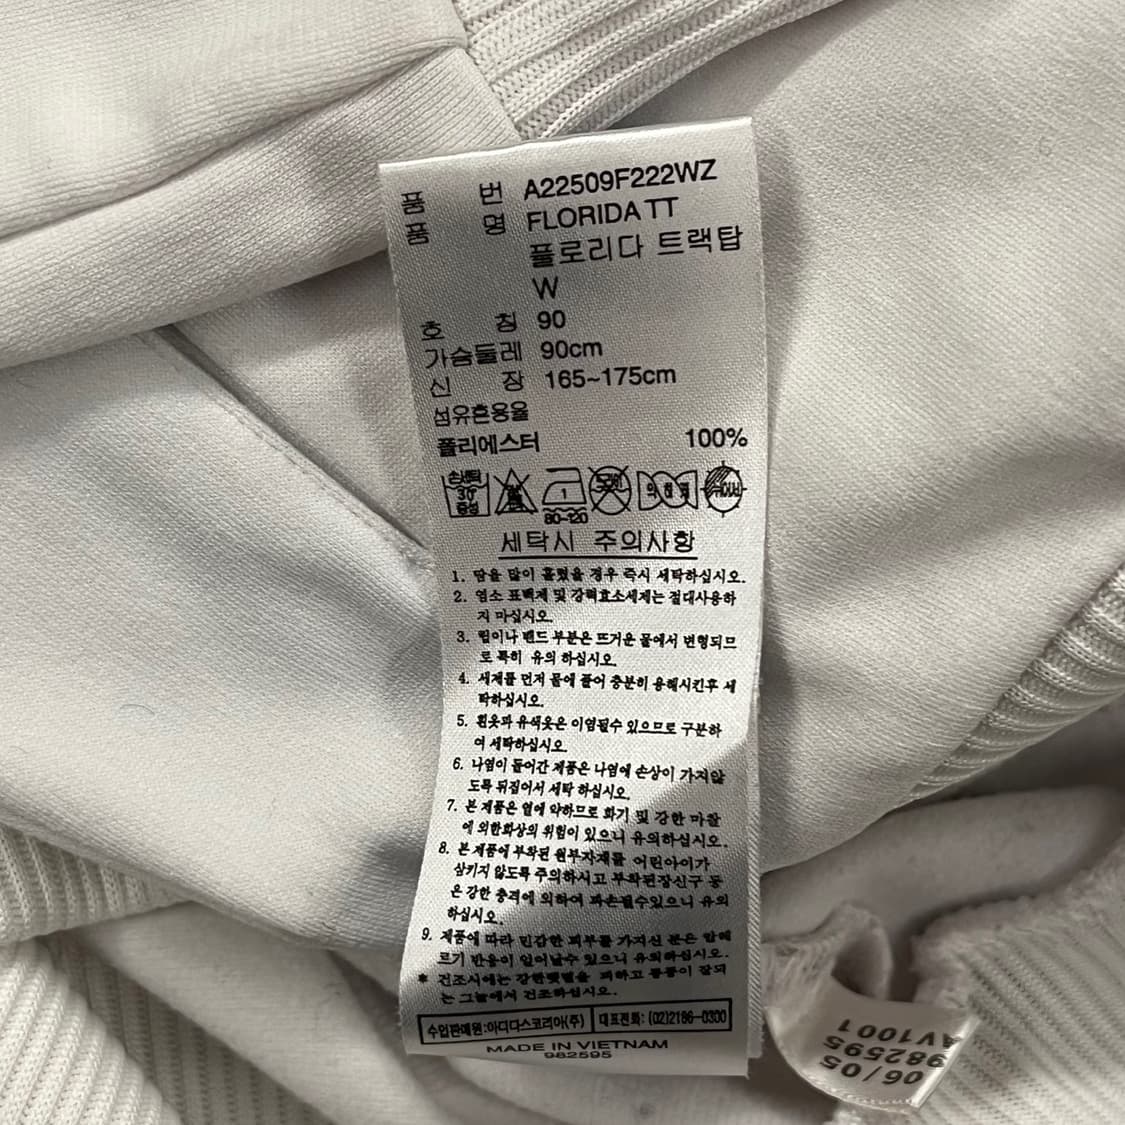 품 번 A22509F222WZ
품 명 FLORIDA TT
플로리다 트랙탑
W
호 칭 90
가슴둘레 90cm
신 장 165~175cm
섬유혼용율
폴리에스터 100%
손세탁
30°
중성
1
80~120
세탁시 주의사항
1. 땀을 많이 흘렸을 경우 즉시 세탁하십시오.
2. 염소 표백제 및 강력효소세제는 절대사용하
지 마십시오.
3. 립이나 밴드 부분은 뜨거운 물에서 변형되므
로 특히 유의 하십시오.
4. 세제를 먼저 물에 풀어 충분히 용해시킨후 세
탁하십시오.
5. 흰옷과 유색옷은 이염될수 있으므로 구분하
여 세탁하십시오.
6. 나염이 들어간 제품은 나염에 손상이 가지않
도록 뒤집어서 세탁 하십시오.
7. 본 제품은 열에 약하므로 화기 및 강한 마찰
에 의한화상의 위험이 있으니 유의하십시오.
8. 본 제품에 부착된 원부자재를 어린아이가
삼키지 않도록 주의하시고 부착된장신구 등
은 강한 충격에 의하여 파손될수있으니 유의
하십시오.
9. 제품에 따라 민감한 피부를 가지신 분은 알레
르기 반응이 일어날수 있으니 유의하십시오.
* 건조시에는 강한햇볕을 피하고 통풍이 잘되
는 그늘에서 건조하십시오.
수입판매원:아디다스코리아(주) 대표전화: (02)2186-0300
MADE IN VIETNAM
982595
06/05
982595
AV1001